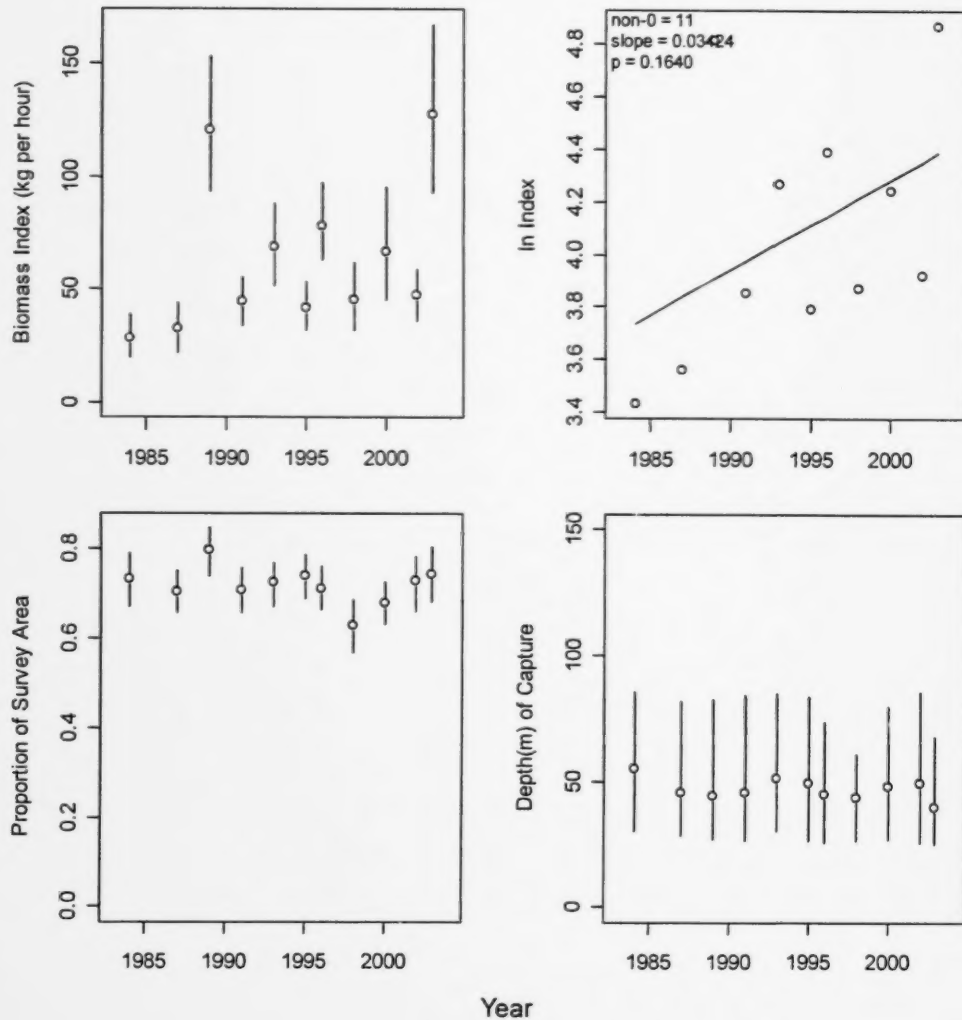 Biomass Index (kg per hour)
150
100
50
0
1985 1990 1995 2000
ln Index
4.8
4.6
4.4
4.2
4.0
3.8
3.6
3.4
non-0 = 11
slope = 0.03424
p = 0.1640
1985 1990 1995 2000
Proportion of Survey Area
0.8
0.6
0.4
0.2
0.0
1985 1990 1995 2000
Depth(m) of Capture
150
100
50
0
1985 1990 1995 2000
Year